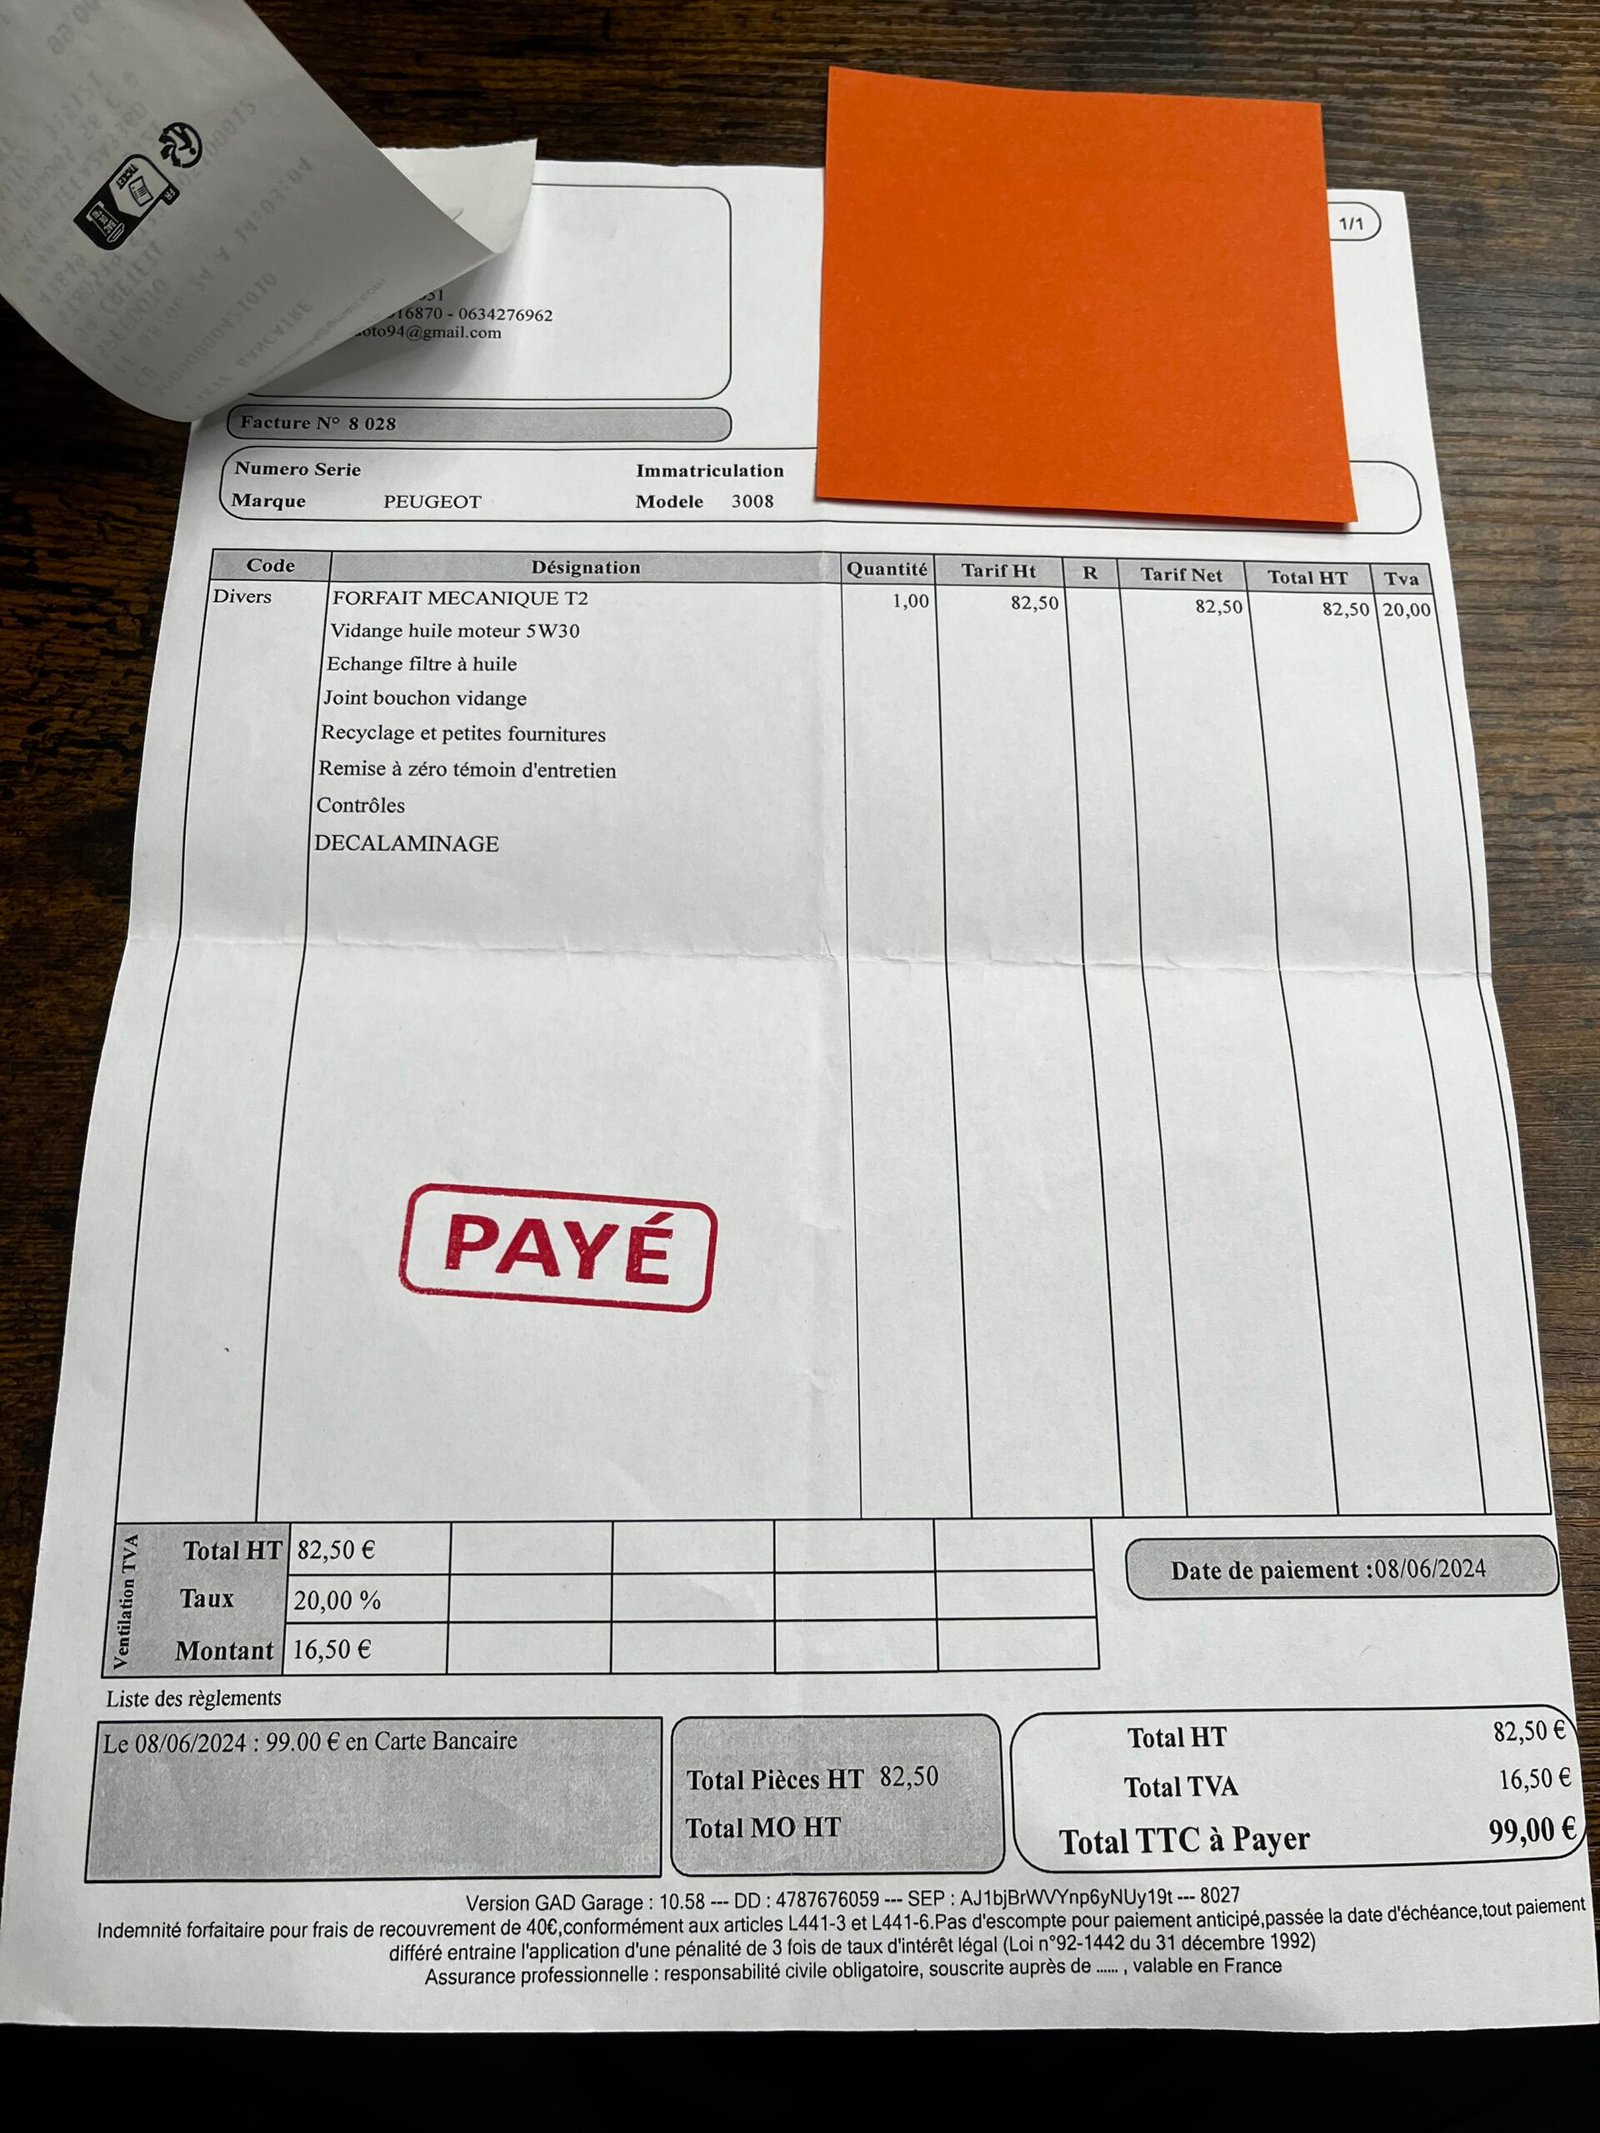 1/1
0634276962
@gmail.com
Facture N° 8 028
Numero Serie Immatriculation
Marque PEUGEOT Modele 3008
Code Désignation Quantité Tarif Ht R Tarif Net Total HT Tva
Divers FORFAIT MECANIQUE T2 1,00 82,50 82,50 82,50 20,00
Vidange huile moteur 5W30
Echange filtre à huile
Joint bouchon vidange
Recyclage et petites fournitures
Remise à zéro témoin d'entretien
Contrôles
DECALAMINAGE
PAYÉ
Ventilation TVA
Total HT 82,50 €
Taux 20,00 %
Montant 16,50 €
Date de paiement :08/06/2024
Liste des règlements
Le 08/06/2024 : 99.00 € en Carte Bancaire
Total Pièces HT 82,50
Total MO HT
Total HT 82,50 €
Total TVA 16,50 €
Total TTC à Payer 99,00 €
Version GAD Garage : 10.58 --- DD : 4787676059 --- SEP : AJ1bjBrWVYnp6yNUy19t --- 8027
Indemnité forfaitaire pour frais de recouvrement de 40€,conformément aux articles L441-3 et L441-6.Pas d'escompte pour paiement anticipé,passée la date d'échéance,tout paiement
différé entraine l'application d'une pénalité de 3 fois de taux d'intérêt légal (Loi n°92-1442 du 31 décembre 1992)
Assurance professionnelle : responsabilité civile obligatoire, souscrite auprès de ...... , valable en France